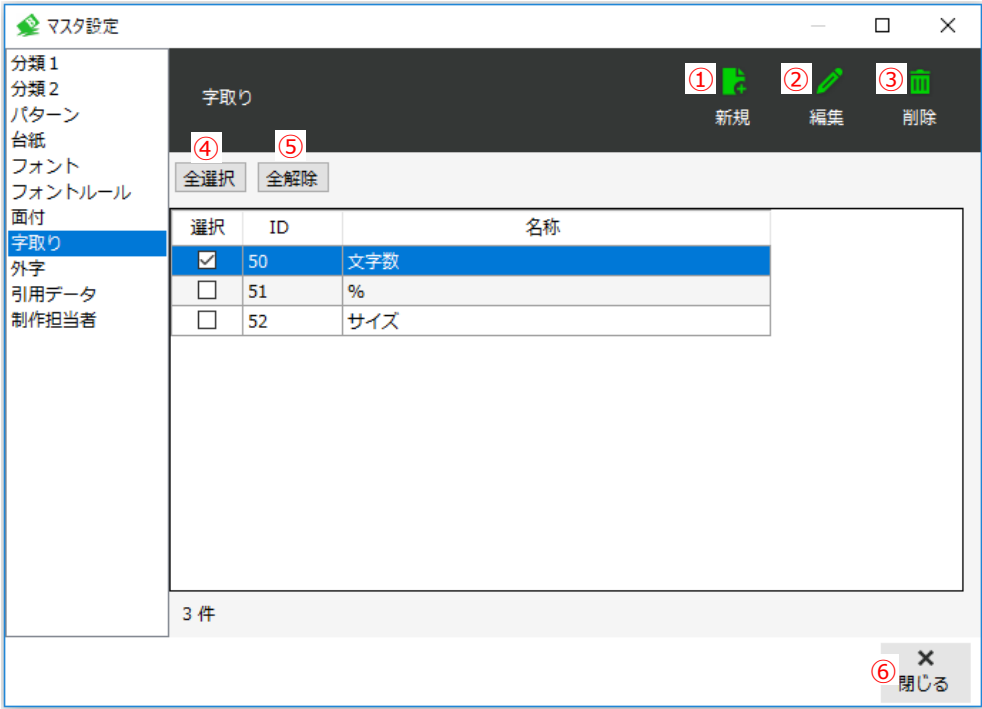 マスタ設定
分類１
分類２
パターン
台紙
フォント
フォントルール
面付
字取り
外字
引用データ
制作担当者
字取り
① 新規
② 編集
③ 削除
④ 全選択
⑤ 全解除
選択 ID 名称
50 文字数
51 %
52 サイズ
3 件
⑥ 閉じる